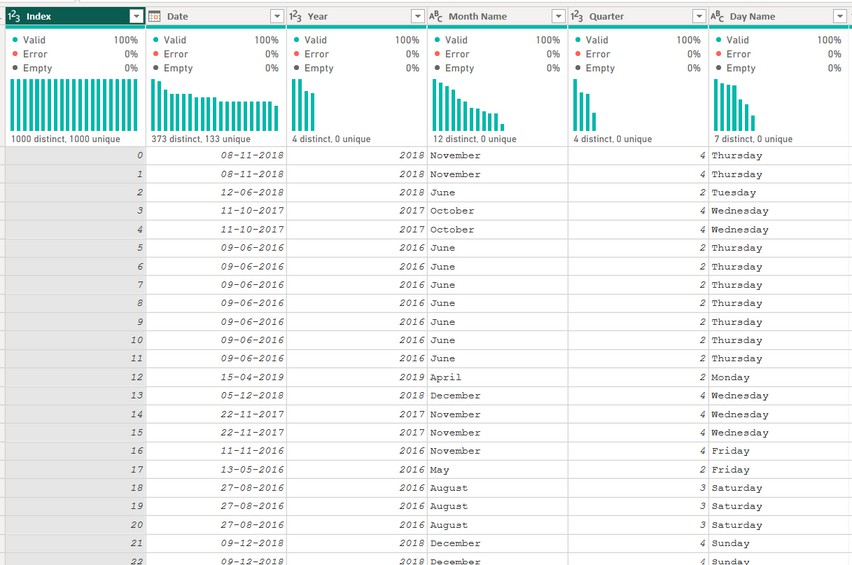 1 2 3 Index 1 2 3 Date 1 2 3 Year A B C Month Name 1 2 3 Quarter A B C Day Name
Valid 100% Valid 100% Valid 100% Valid 100% Valid 100% Valid 100%
Error 0% Error 0% Error 0% Error 0% Error 0% Error 0%
Empty 0% Empty 0% Empty 0% Empty 0% Empty 0% Empty 0%
1000 distinct, 1000 unique 373 distinct, 133 unique 4 distinct, 0 unique 12 distinct, 0 unique 4 distinct, 0 unique 7 distinct, 0 unique
0 08-11-2018 2018 November 4 Thursday
1 08-11-2018 2018 November 4 Thursday
2 12-06-2018 2018 June 2 Tuesday
3 11-10-2017 2017 October 4 Wednesday
4 11-10-2017 2017 October 4 Wednesday
5 09-06-2016 2016 June 2 Thursday
6 09-06-2016 2016 June 2 Thursday
7 09-06-2016 2016 June 2 Thursday
8 09-06-2016 2016 June 2 Thursday
9 09-06-2016 2016 June 2 Thursday
10 09-06-2016 2016 June 2 Thursday
11 09-06-2016 2016 June 2 Thursday
12 15-04-2019 2019 April 2 Monday
13 05-12-2018 2018 December 4 Wednesday
14 22-11-2017 2017 November 4 Wednesday
15 22-11-2017 2017 November 4 Wednesday
16 11-11-2016 2016 November 4 Friday
17 13-05-2016 2016 May 2 Friday
18 27-08-2016 2016 August 3 Saturday
19 27-08-2016 2016 August 3 Saturday
20 27-08-2016 2016 August 3 Saturday
21 09-12-2018 2018 December 4 Sunday
22 09-12-2018 2018 December 4 Sunday